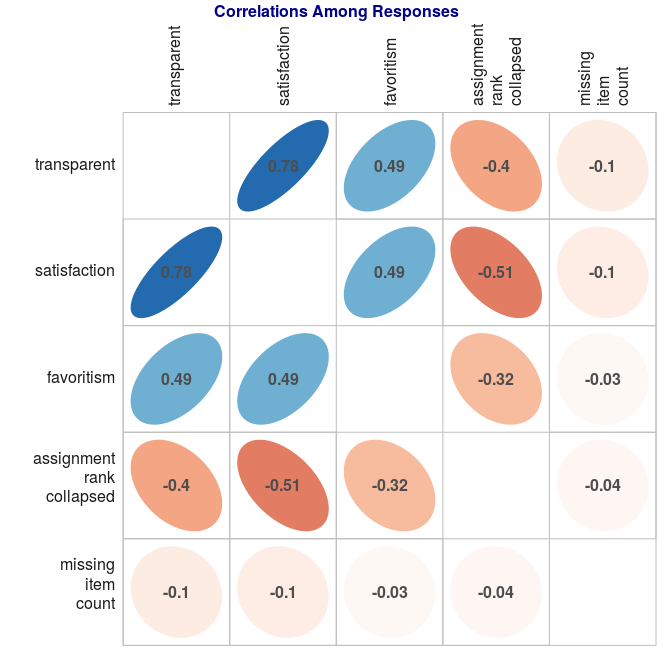 Correlations Among Responses
transparent
satisfaction
favoritism
assignment
rank
collapsed
missing
item
count
transparent
0.78
0.49
-0.4
-0.1
satisfaction
0.78
0.49
-0.51
-0.1
favoritism
0.49
0.49
-0.32
-0.03
assignment
rank
collapsed
-0.4
-0.51
-0.32
-0.04
missing
item
count
-0.1
-0.1
-0.03
-0.04